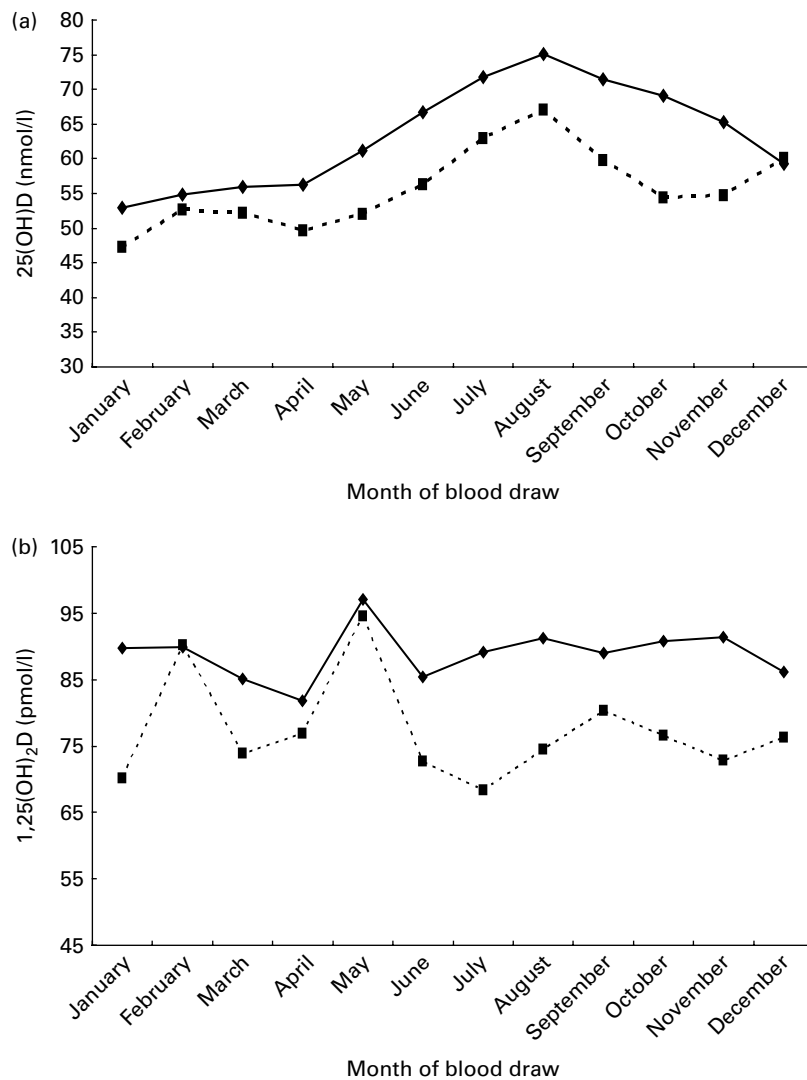 (a)
80
75
70
65
60
55
50
45
40
35
30
25(OH)D (nmol/l)
January
February
March
April
May
June
July
August
September
October
November
December
Month of blood draw
(b)
105
95
85
75
65
55
45
1,25(OH)₂D (pmol/l)
January
February
March
April
May
June
July
August
September
October
November
December
Month of blood draw